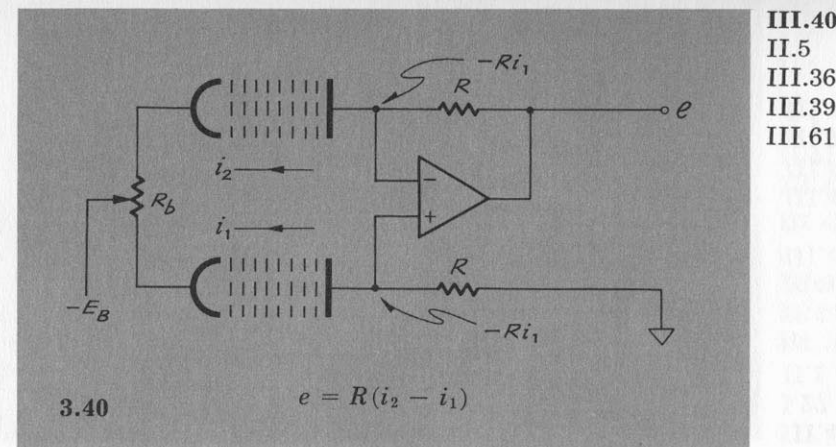 III.40
II.5
III.36
III.39
III.61
-Ri₁
R
e
i₂
-
R_b
i₁
+
R
-E_B
-Ri₁
3.40
e = R(i₂ − i₁)